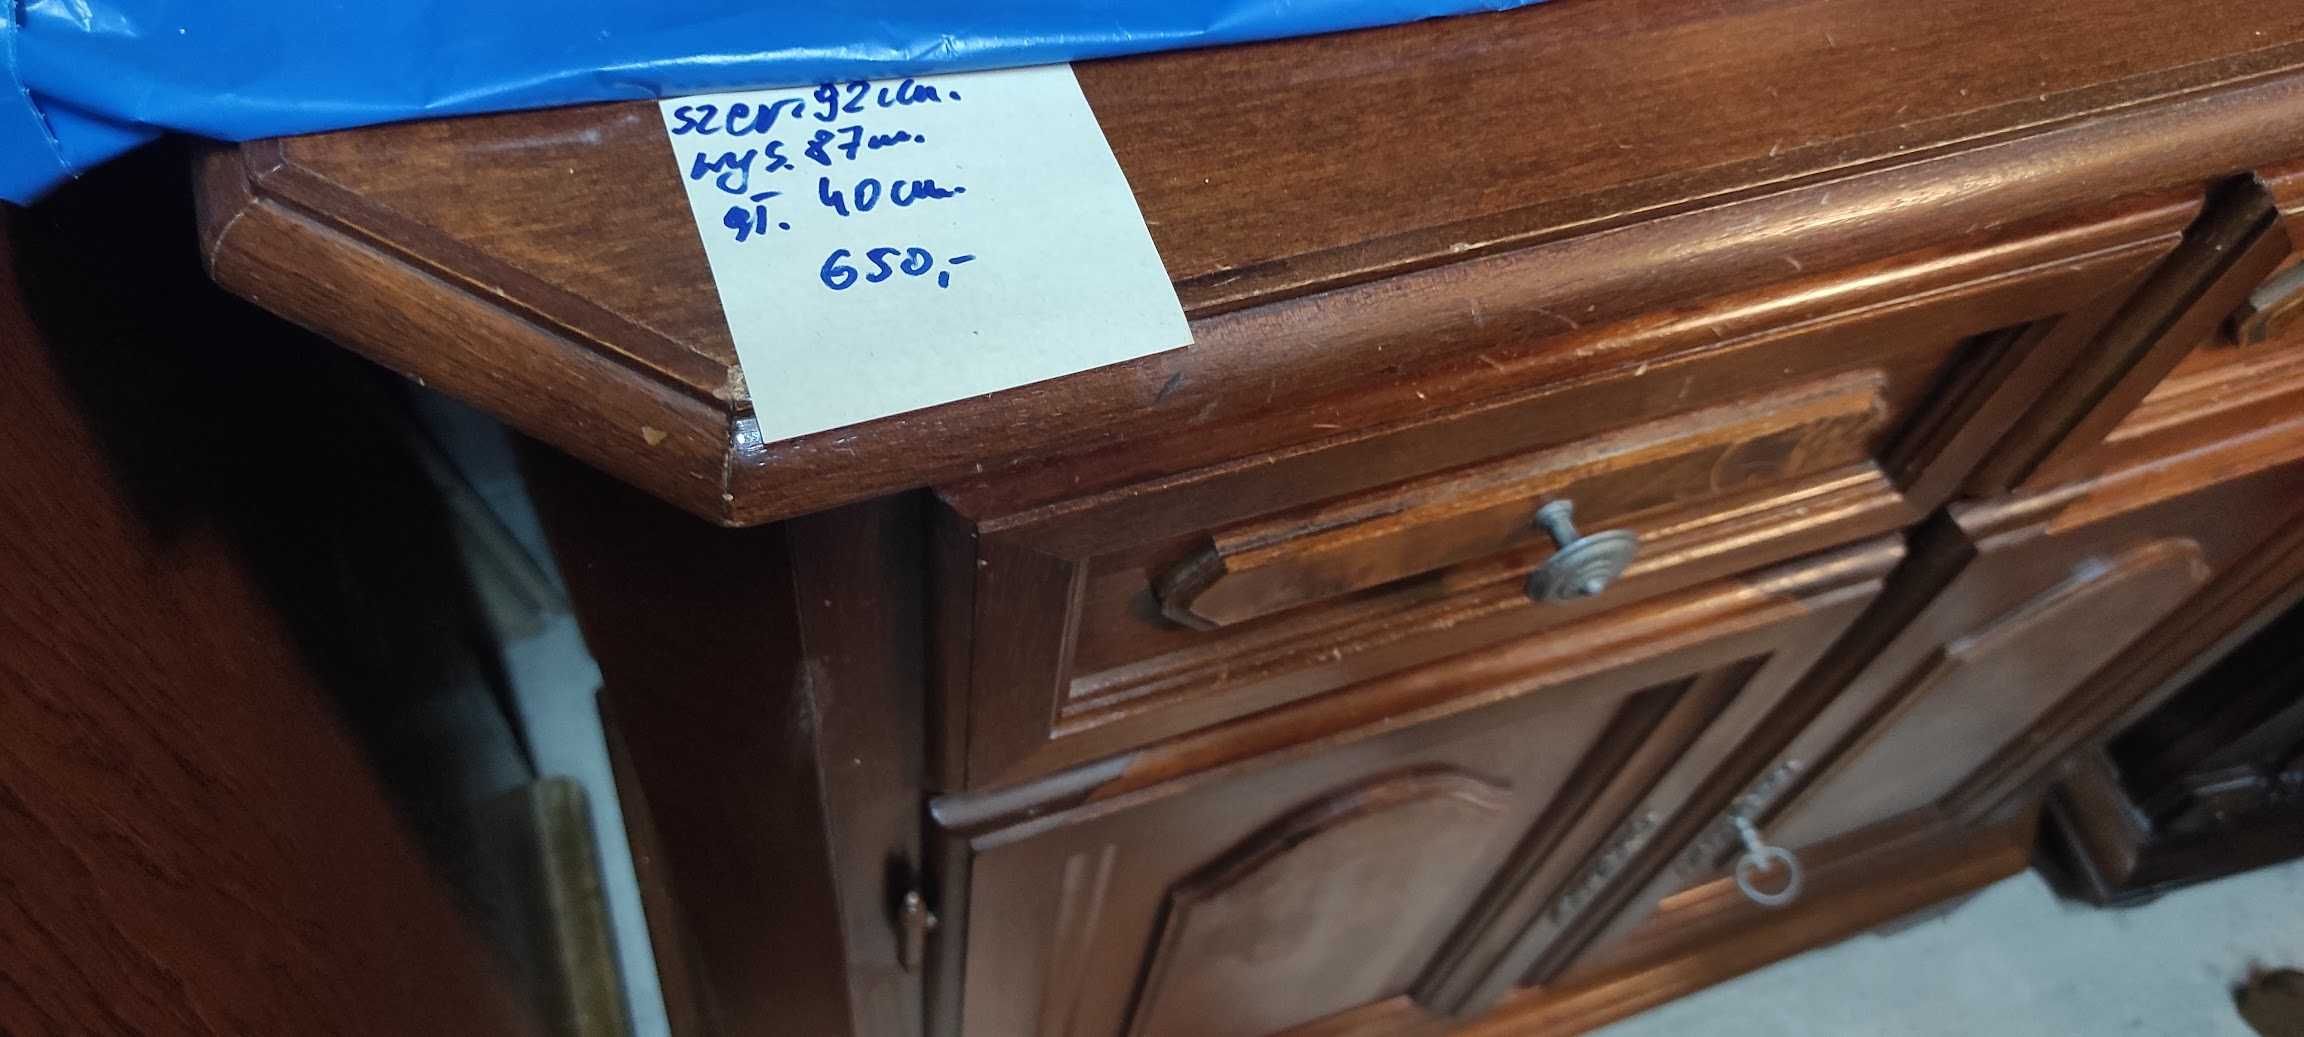 szer. 92 cm.
wys. 87 cm.
gł. 40 cm.
650,-